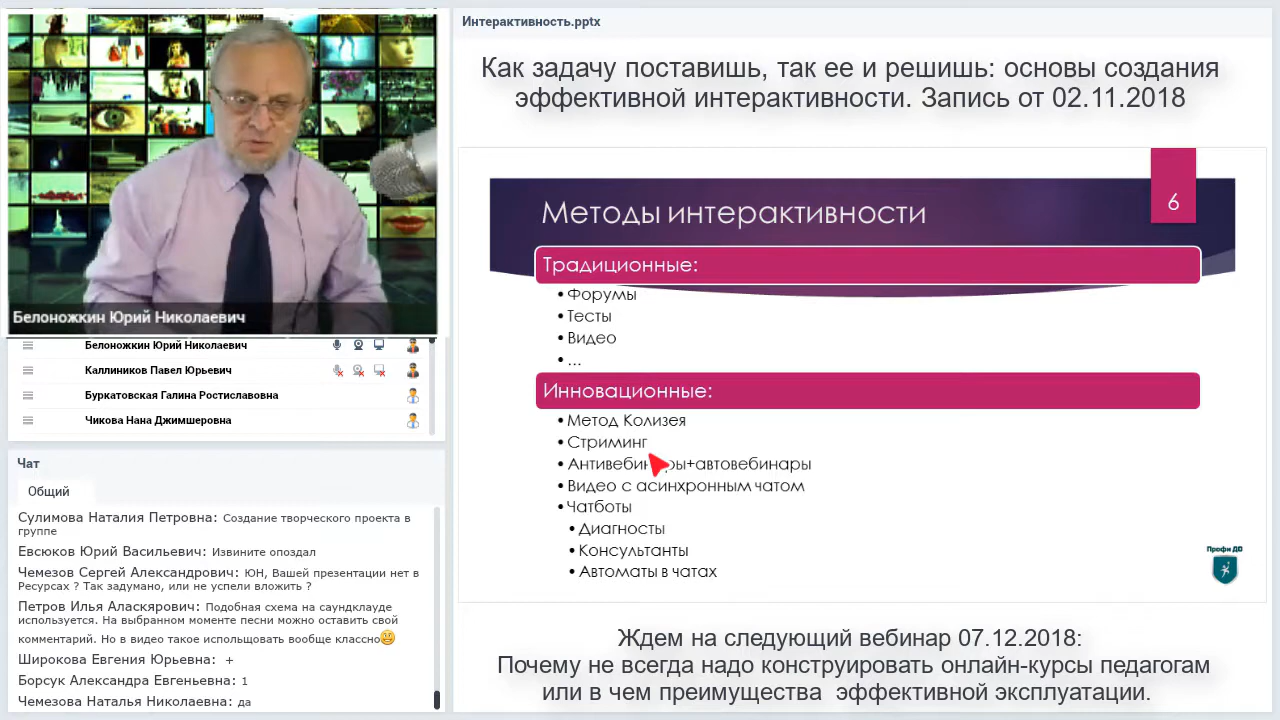 Белоножкин Юрий Николаевич
Белоножкин Юрий Николаевич
Каллиников Павел Юрьевич
Буркатовская Галина Ростиславовна
Чикова Нана Джимшеровна
Чат
Общий
Сулимова Наталия Петровна: Создание творческого проекта в
группе
Евсюков Юрий Васильевич: Извините опоздал
Чемезов Сергей Александрович: ЮН, Вашей презентации нет в
Ресурсах ? Так задумано, или не успели вложить ?
Петров Илья Аласкярович: Подобная схема на саундклауде
используется. На выбранном моменте песни можно оставить свой
комментарий. Но в видео такое испольщовать вообще классно
Широкова Евгения Юрьевна: +
Борсук Александра Евгеньевна: 1
Чемезова Наталья Николаевна: да
Интерактивность.pptx
Как задачу поставишь, так ее и решишь: основы создания
эффективной интерактивности. Запись от 02.11.2018
6
Методы интерактивности
Традиционные:
• Форумы
• Тесты
• Видео
• ...
Инновационные:
• Метод Колизея
• Стриминг
• Антивебинары+автовебинары
• Видео с асинхронным чатом
• Чатботы
• Диагносты
• Консультанты
• Автоматы в чатах
Профи ДО
Ждем на следующий вебинар 07.12.2018:
Почему не всегда надо конструировать онлайн-курсы педагогам
или в чем преимущества эффективной эксплуатации.